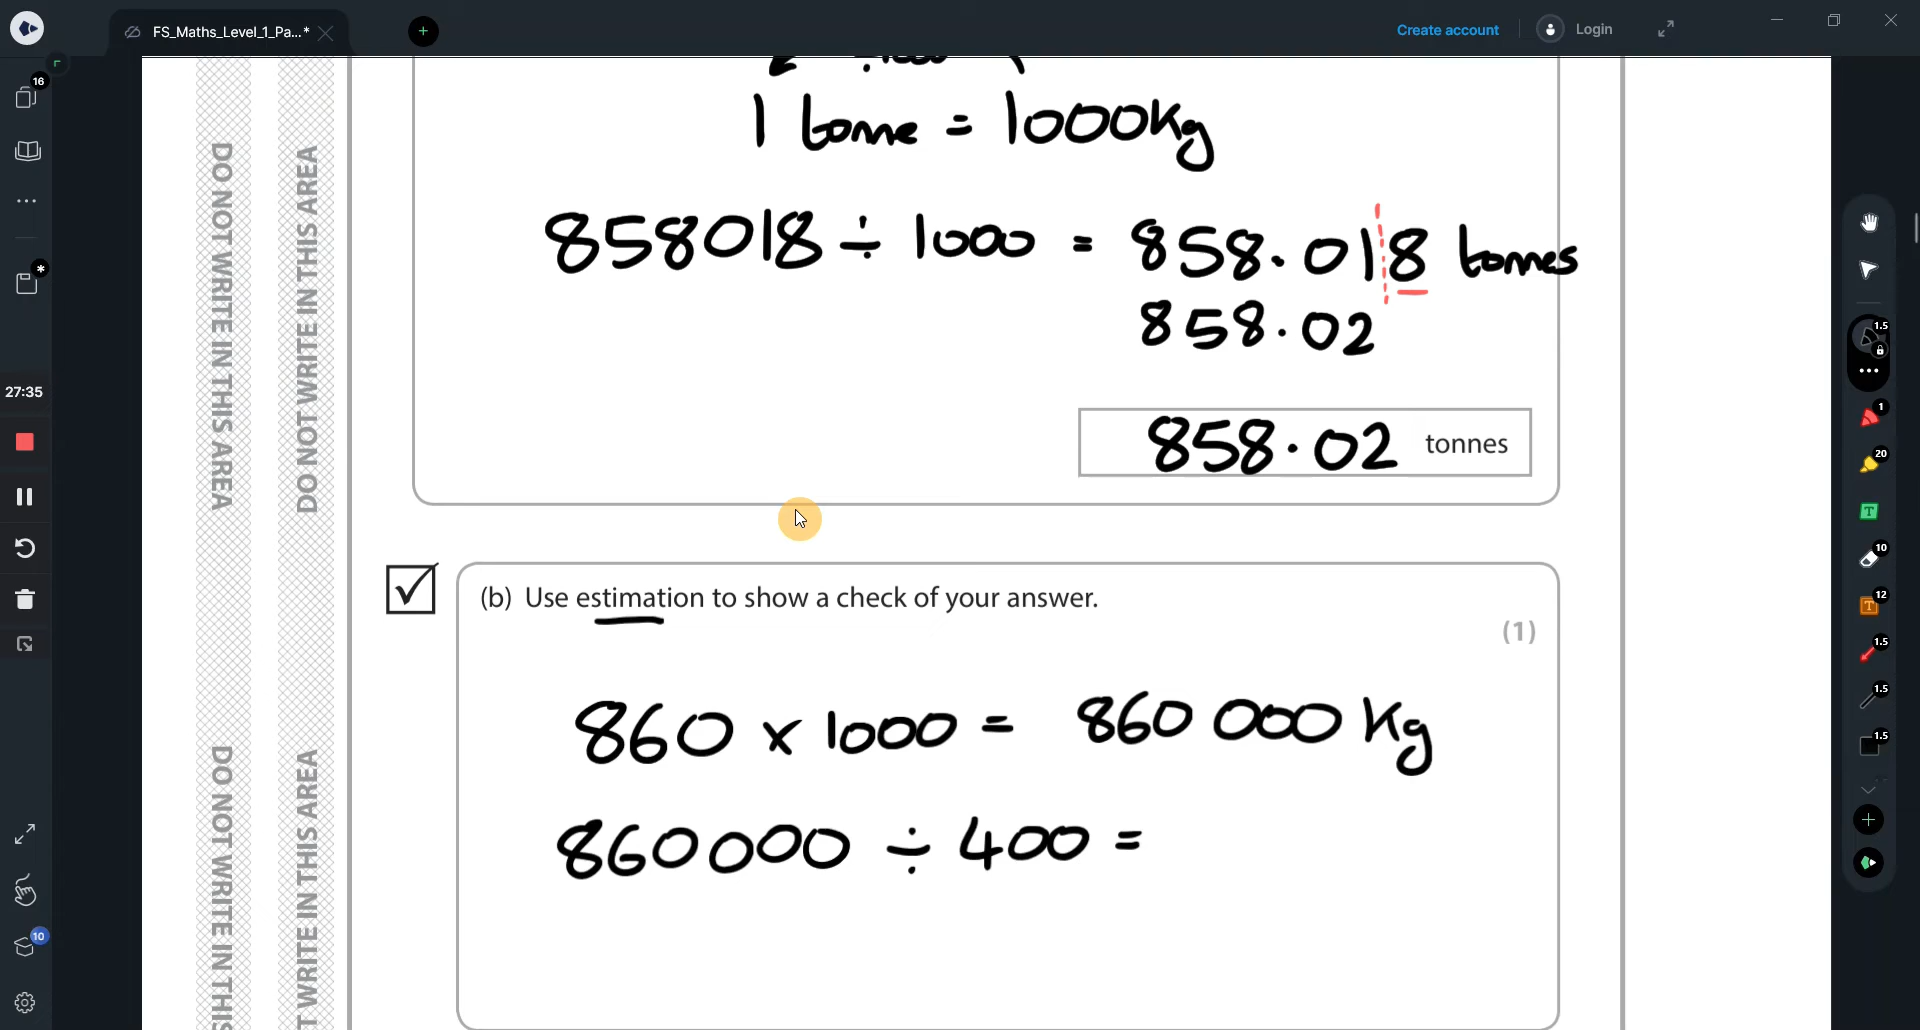 FS_Maths_Level_1_Pa...*
Create account
Login
16
27:35
10
1 tonne = 1000kg
858018 ÷ 1000 = 858.018 tonnes
858.02
858.02 tonnes
(b) Use estimation to show a check of your answer.
(1)
860 x 1000 = 860 000 kg
860000 ÷ 400 =
DO NOT WRITE IN THIS AREA
DO NOT WRITE IN THIS AREA
DO NOT WRITE IN THIS
T WRITE IN THIS AREA
1.5
1
20
T
10
T
12
1.5
1.5
1.5